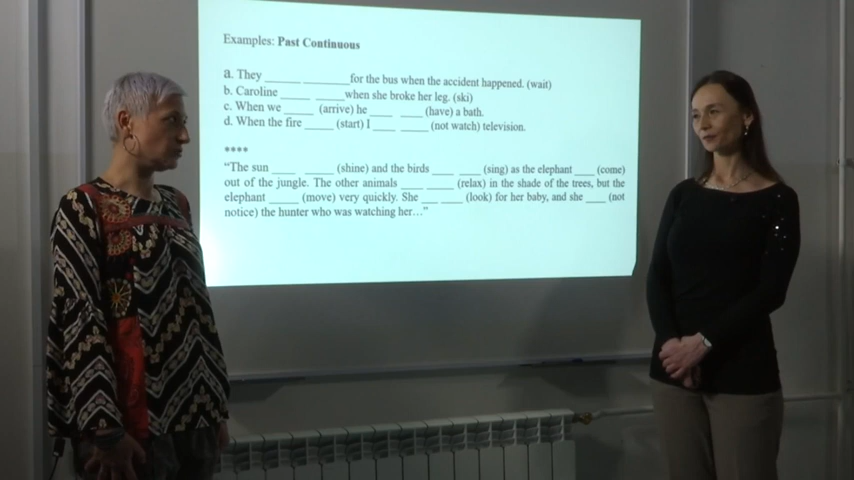 Examples: Past Continuous
a. They _____ ________for the bus when the accident happened. (wait)
b. Caroline _____ _____when she broke her leg. (ski)
c. When we _____ (arrive) he ____ ____ (have) a bath.
d. When the fire _____ (start) I ____ _____ (not watch) television.
****
“The sun ____ _____ (shine) and the birds____ ____ (sing) as the elephant ____ (come)
out of the jungle. The other animals ____ _____ (relax) in the shade of the trees, but the
elephant _____ (move) very quickly. She ___ ____ (look) for her baby, and she ____ (not
notice) the hunter who was watching her…”